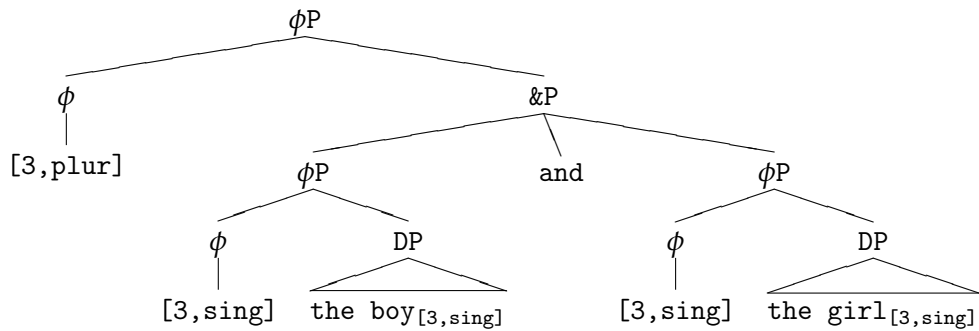 ϕP
ϕ &P
[3,plur] ϕP and ϕP
ϕ DP ϕ DP
[3,sing] the boy[3,sing] [3,sing] the girl[3,sing]